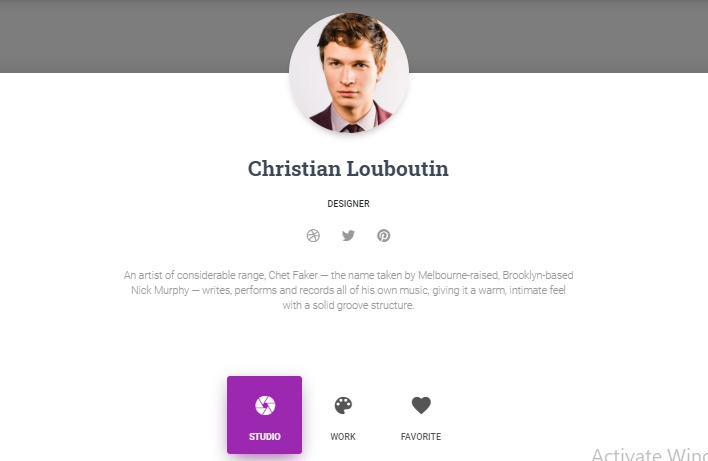 Christian Louboutin
DESIGNER
An artist of considerable range, Chet Faker — the name taken by Melbourne-raised, Brooklyn-based
Nick Murphy — writes, performs and records all of his own music, giving it a warm, intimate feel
with a solid groove structure.
STUDIO WORK FAVORITE
Activate